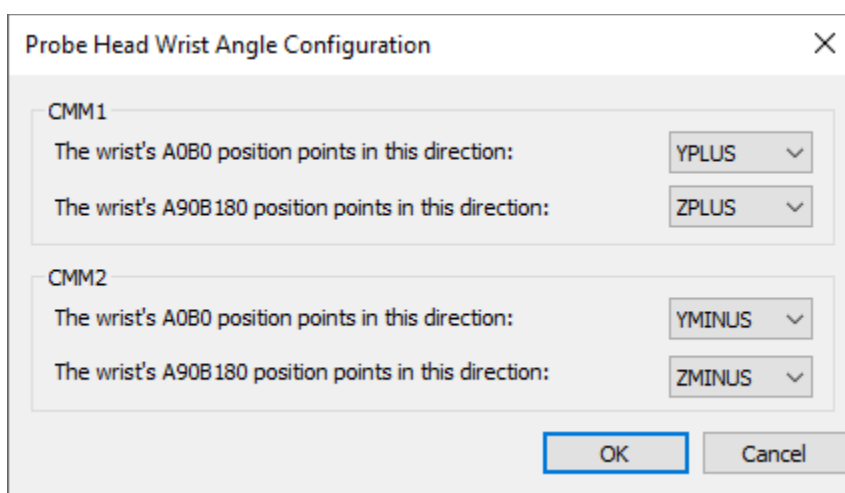 Probe Head Wrist Angle Configuration
CMM1
The wrist's A0B0 position points in this direction: YPLUS
The wrist's A90B180 position points in this direction: ZPLUS
CMM2
The wrist's A0B0 position points in this direction: YMINUS
The wrist's A90B180 position points in this direction: ZMINUS
OK Cancel